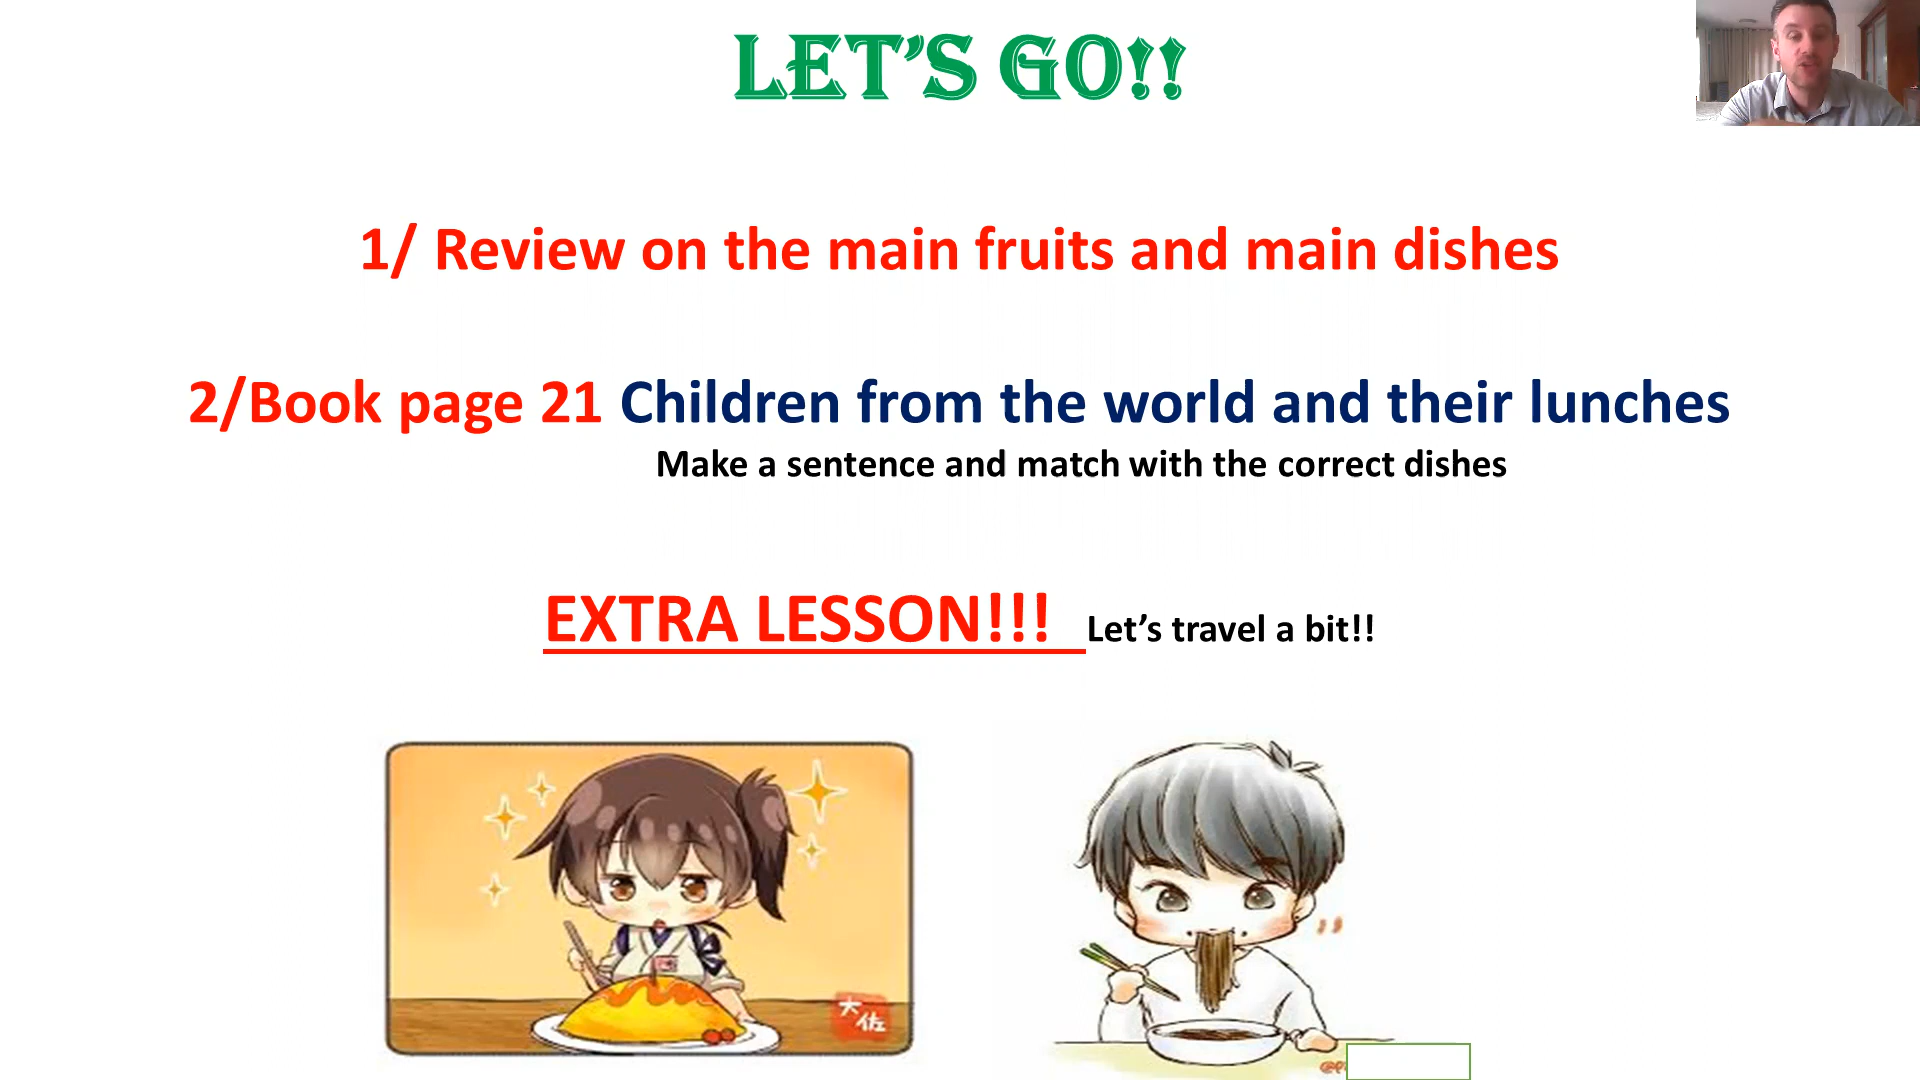 LET'S GO!!
1/ Review on the main fruits and main dishes
2/Book page 21 Children from the world and their lunches
Make a sentence and match with the correct dishes
EXTRA LESSON!!! Let's travel a bit!!
大佐